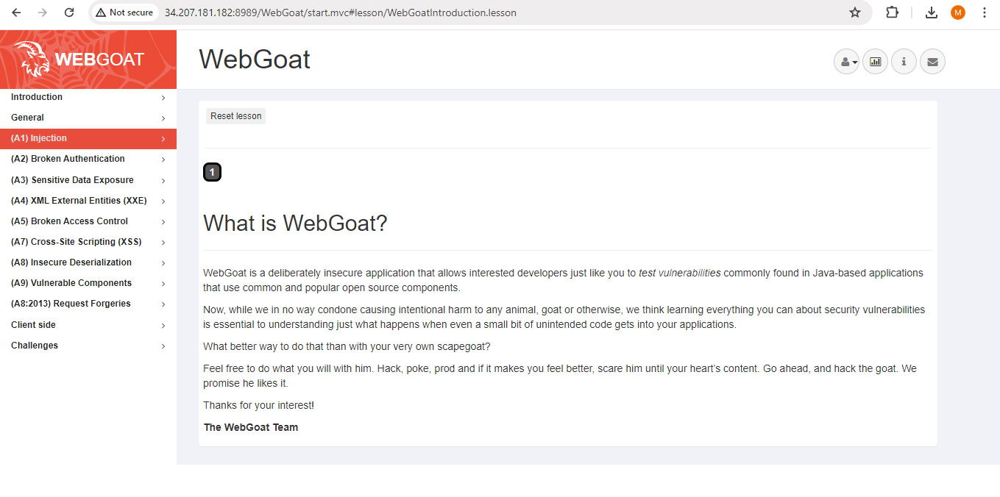 Not secure
34.207.181.182:8989/WebGoat/start.mvc#lesson/WebGoatIntroduction.lesson
M
WEBGOAT
WebGoat
Introduction
General
(A1) Injection
(A2) Broken Authentication
(A3) Sensitive Data Exposure
(A4) XML External Entities (XXE)
(A5) Broken Access Control
(A7) Cross-Site Scripting (XSS)
(A8) Insecure Deserialization
(A9) Vulnerable Components
(A8:2013) Request Forgeries
Client side
Challenges
Reset lesson
1
What is WebGoat?
WebGoat is a deliberately insecure application that allows interested developers just like you to test vulnerabilities commonly found in Java-based applications
that use common and popular open source components.
Now, while we in no way condone causing intentional harm to any animal, goat or otherwise, we think learning everything you can about security vulnerabilities
is essential to understanding just what happens when even a small bit of unintended code gets into your applications.
What better way to do that than with your very own scapegoat?
Feel free to do what you will with him. Hack, poke, prod and if it makes you feel better, scare him until your heart’s content. Go ahead, and hack the goat. We
promise he likes it.
Thanks for your interest!
The WebGoat Team